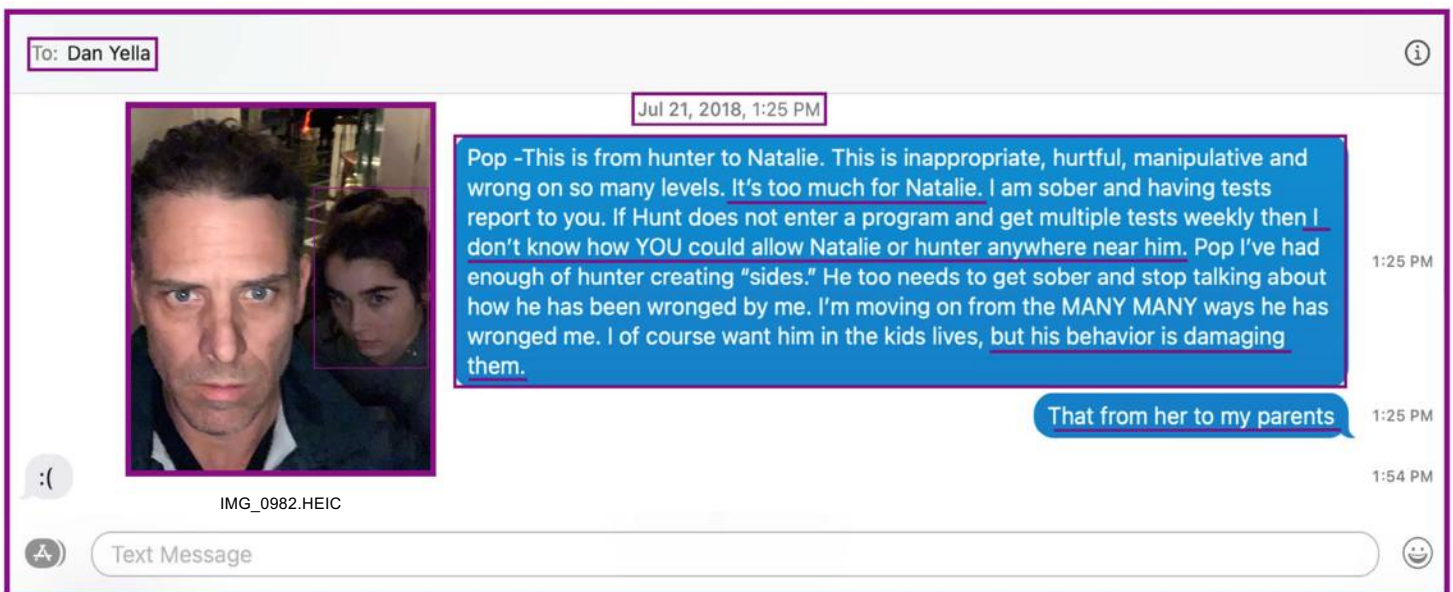 To: Dan Yella
Jul 21, 2018, 1:25 PM
Pop -This is from hunter to Natalie. This is inappropriate, hurtful, manipulative and
wrong on so many levels. It's too much for Natalie. I am sober and having tests
report to you. If Hunt does not enter a program and get multiple tests weekly then I
don't know how YOU could allow Natalie or hunter anywhere near him. Pop I've had
enough of hunter creating “sides.” He too needs to get sober and stop talking about
how he has been wronged by me. I'm moving on from the MANY MANY ways he has
wronged me. I of course want him in the kids lives, but his behavior is damaging
them.
1:25 PM
That from her to my parents
1:25 PM
:(
1:54 PM
IMG_0982.HEIC
Text Message